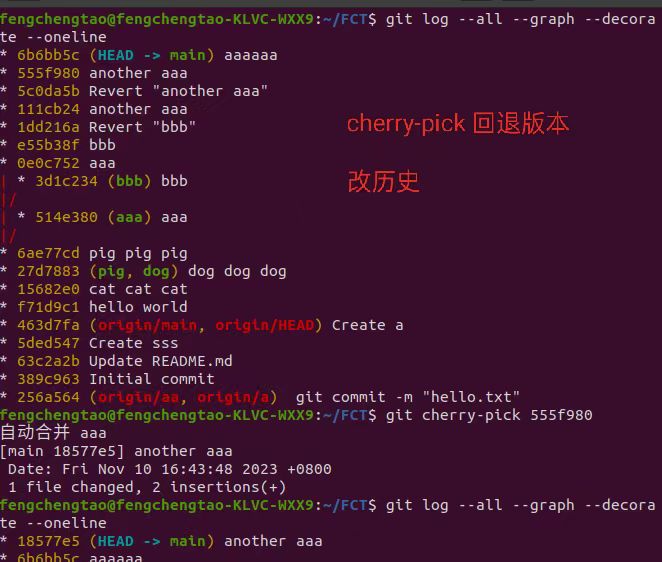 fengchengtao@fengchengtao-KLVC-WXX9:~/FCT$ git log --all --graph --decora
te --oneline
* 6b6bb5c (HEAD -> main) aaaaaa
* 555f980 another aaa
* 5c0da5b Revert "another aaa"
* 111cb24 another aaa
* 1dd216a Revert "bbb"
* e55b38f bbb
* 0e0c752 aaa
| * 3d1c234 (bbb) bbb
|/
| * 514e380 (aaa) aaa
|/
* 6ae77cd pig pig pig
* 27d7883 (pig, dog) dog dog dog
* 15682e0 cat cat cat
* f71d9c1 hello world
* 463d7fa (origin/main, origin/HEAD) Create a
* 5ded547 Create sss
* 63c2a2b Update README.md
* 389c963 Initial commit
* 256a564 (origin/aa, origin/a)  git commit -m "hello.txt"
fengchengtao@fengchengtao-KLVC-WXX9:~/FCT$ git cherry-pick 555f980
自动合并 aaa
[main 18577e5] another aaa
 Date: Fri Nov 10 16:43:48 2023 +0800
 1 file changed, 2 insertions(+)
fengchengtao@fengchengtao-KLVC-WXX9:~/FCT$ git log --all --graph --decora
te --oneline
* 18577e5 (HEAD -> main) another aaa
* 6b6bb5c aaaaaa
cherry-pick 回退版本
改历史